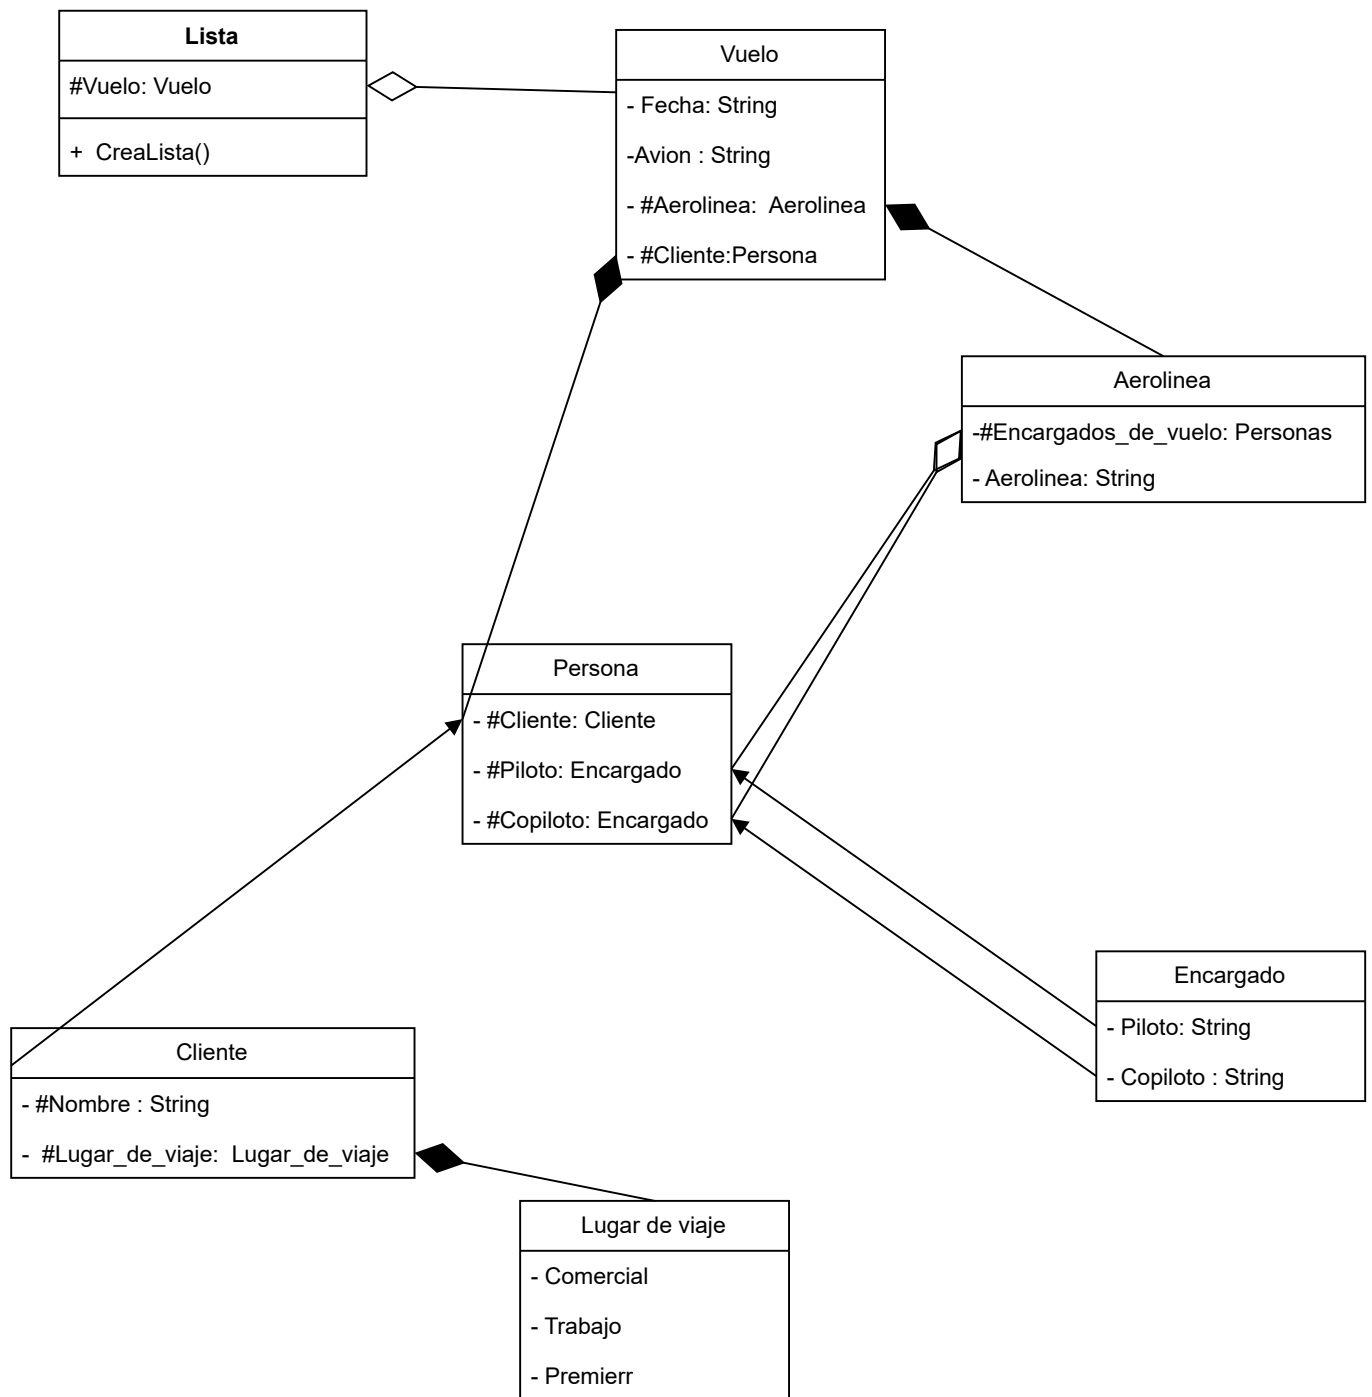 Lista
#Vuelo: Vuelo
+  CreaLista()
Vuelo
- Fecha: String
-Avion : String
- #Aerolinea:  Aerolinea
- #Cliente:Persona
Aerolinea
-#Encargados_de_vuelo: Personas
- Aerolinea: String
Persona
- #Cliente: Cliente
- #Piloto: Encargado
- #Copiloto: Encargado
Encargado
- Piloto: String
- Copiloto : String
Cliente
- #Nombre : String
-  #Lugar_de_viaje:  Lugar_de_viaje
Lugar de viaje
- Comercial
- Trabajo
- Premierr